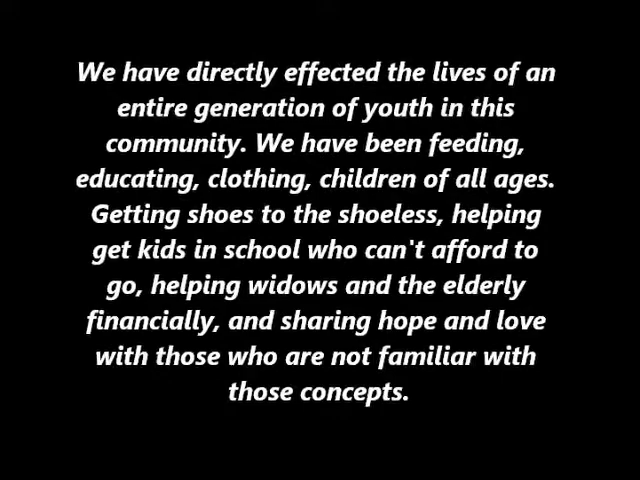 We have directly effected the lives of an
entire generation of youth in this
community. We have been feeding,
educating, clothing, children of all ages.
Getting shoes to the shoeless, helping
get kids in school who can't afford to
go, helping widows and the elderly
financially, and sharing hope and love
with those who are not familiar with
those concepts.